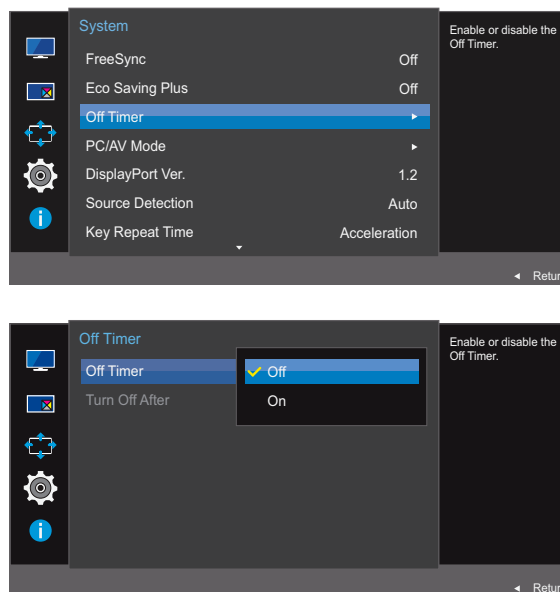 System
Enable or disable the
Off Timer.
FreeSync Off
Eco Saving Plus Off
Off Timer
PC/AV Mode
DisplayPort Ver. 1.2
Source Detection Auto
Key Repeat Time Acceleration
Retur
Off Timer
Enable or disable the
Off Timer.
Off Timer Off
Turn Off After On
Retur